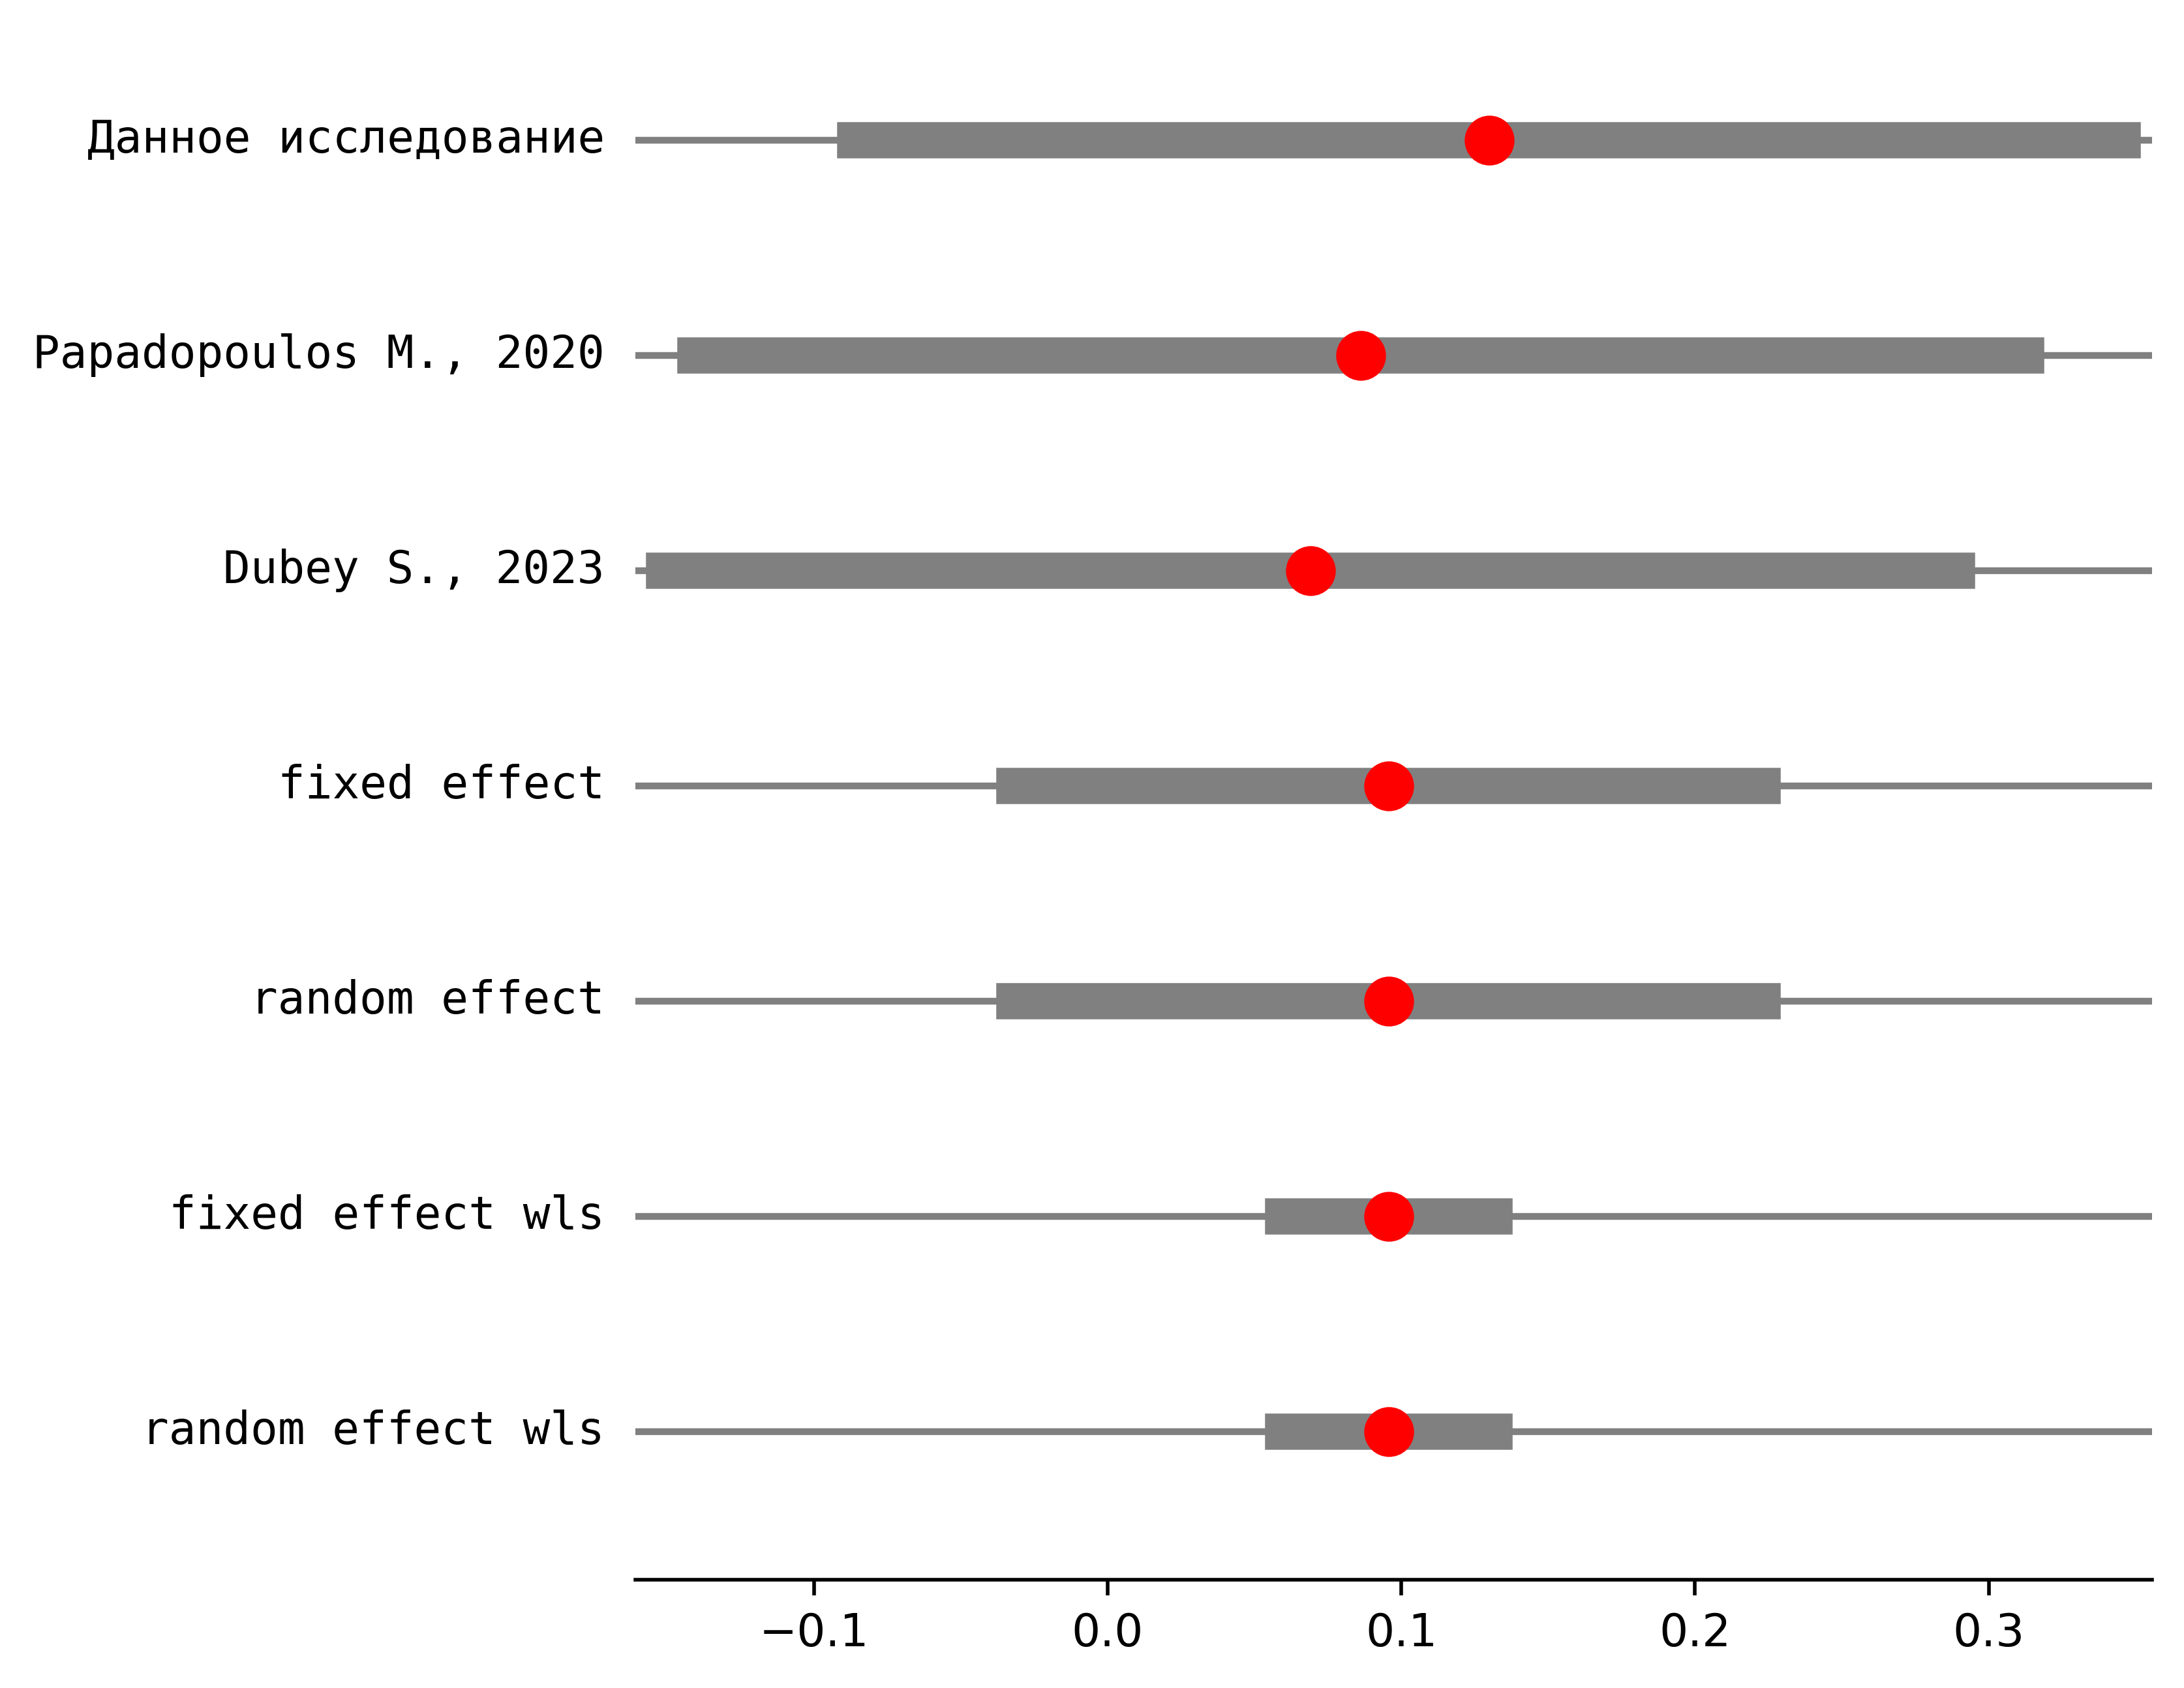 Данное исследование
Papadopoulos M., 2020
Dubey S., 2023
fixed effect
random effect
fixed effect wls
random effect wls
−0.1 0.0 0.1 0.2 0.3